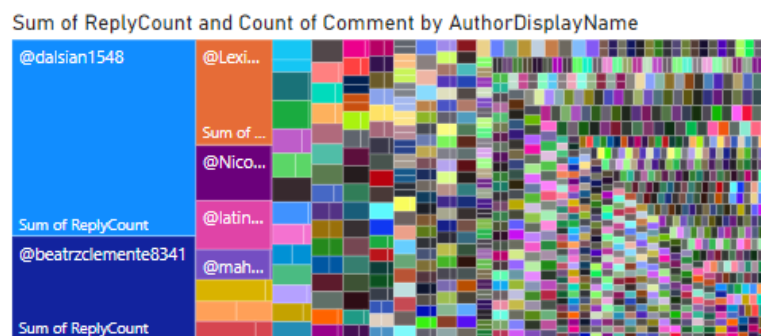 Sum of ReplyCount and Count of Comment by AuthorDisplayName
@dalsian1548
Sum of ReplyCount
@beatrzclemente8341
Sum of ReplyCount
@Lexi...
Sum of ...
@Nico...
@latin...
@mah...